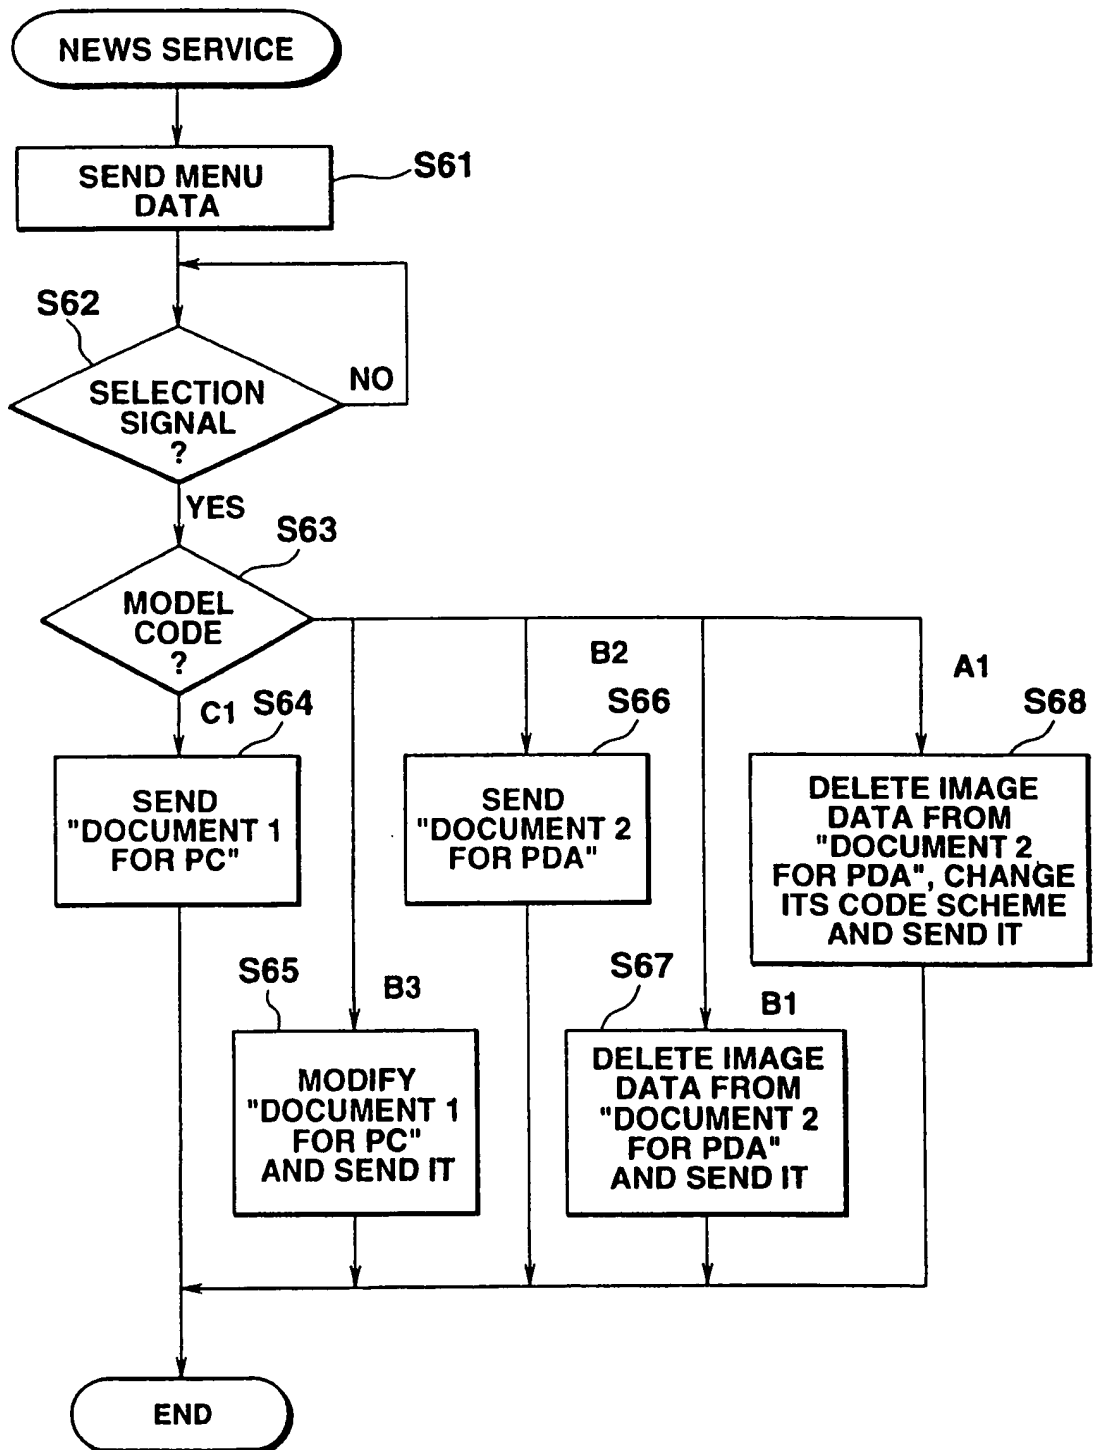 NEWS SERVICE
SEND MENU
DATA
S61
S62
SELECTION
SIGNAL
?
NO
YES
S63
MODEL
CODE
?
C1
S64
SEND
"DOCUMENT 1
FOR PC"
B3
S65
MODIFY
"DOCUMENT 1
FOR PC"
AND SEND IT
B2
S66
SEND
"DOCUMENT 2
FOR PDA"
B1
S67
DELETE IMAGE
DATA FROM
"DOCUMENT 2
FOR PDA"
AND SEND IT
A1
S68
DELETE IMAGE
DATA FROM
"DOCUMENT 2
FOR PDA", CHANGE
ITS CODE SCHEME
AND SEND IT
END